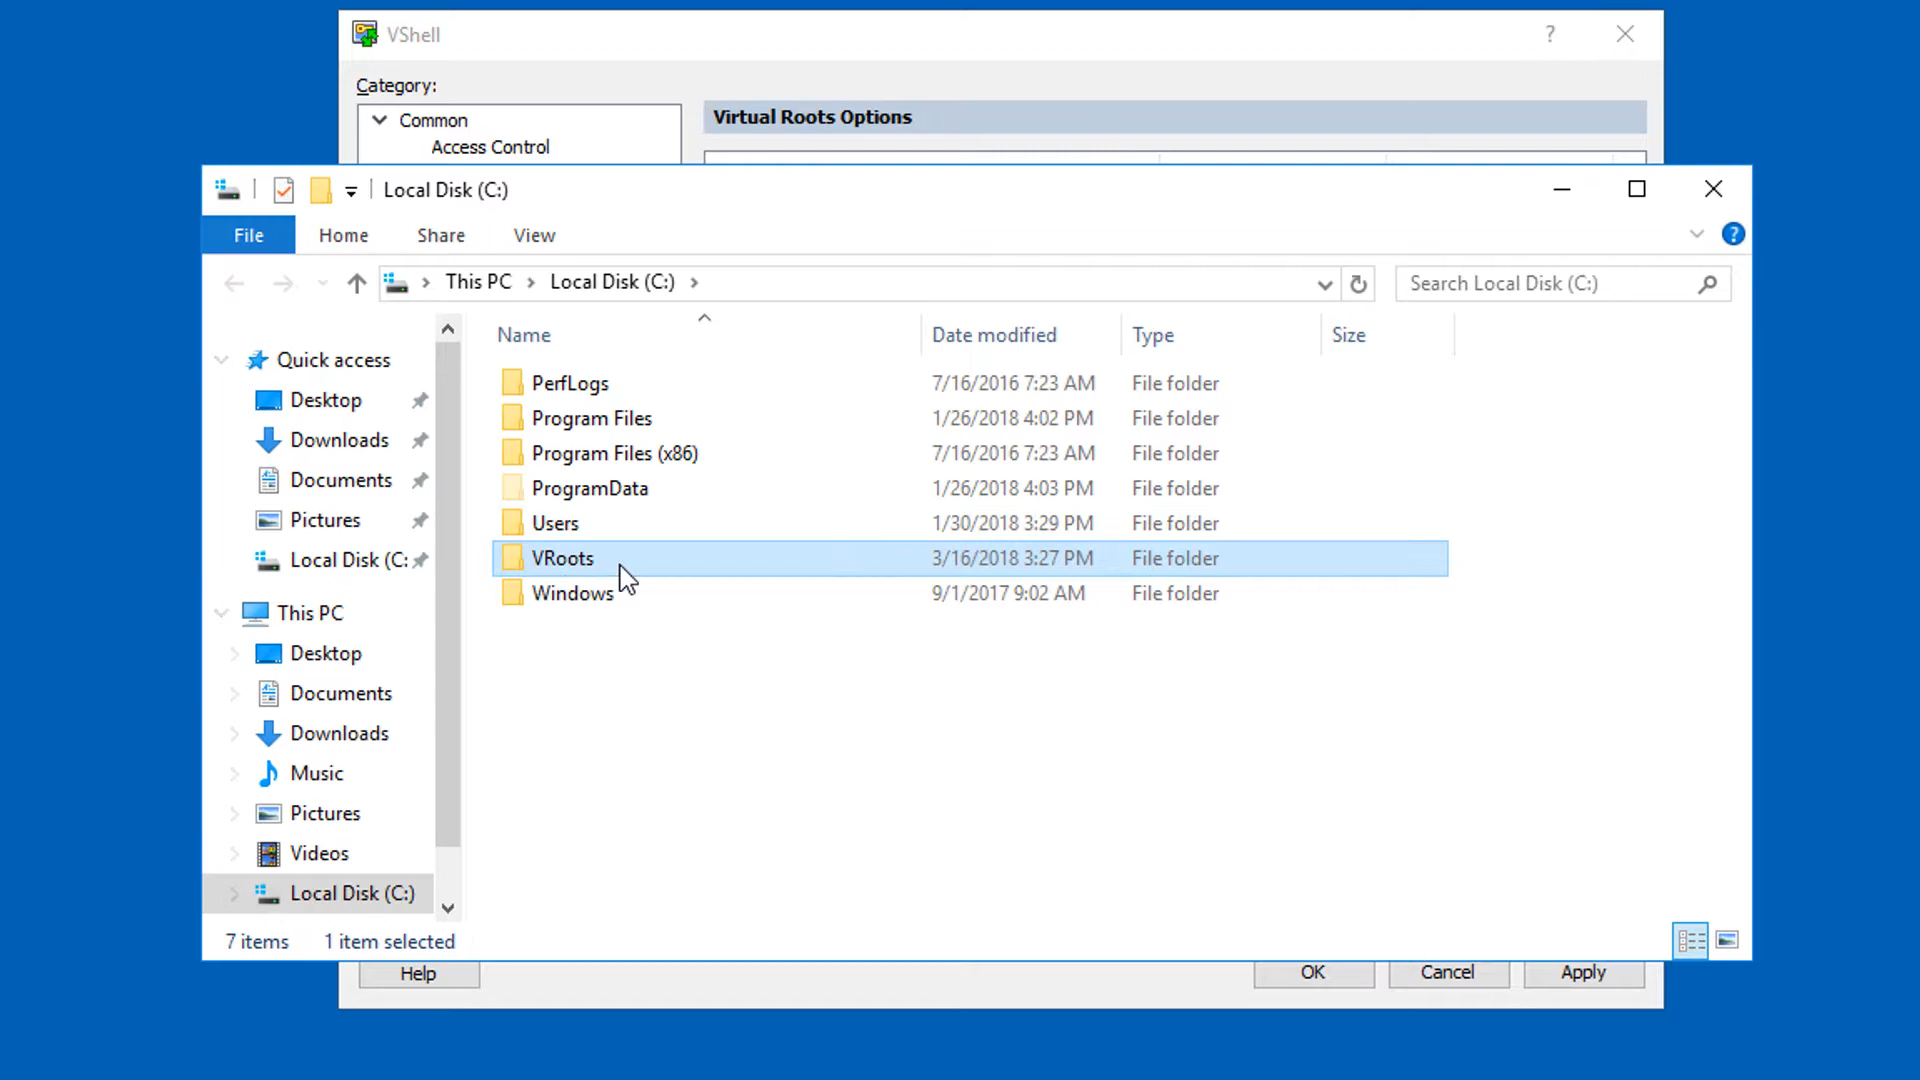 VShell
Category:
Common
Access Control
Virtual Roots Options
Local Disk (C:)
File Home Share View
This PC Local Disk (C:)
Search Local Disk (C:)
Name Date modified Type Size
PerfLogs 7/16/2016 7:23 AM File folder
Program Files 1/26/2018 4:02 PM File folder
Program Files (x86) 7/16/2016 7:23 AM File folder
ProgramData 1/26/2018 4:03 PM File folder
Users 1/30/2018 3:29 PM File folder
VRoots 3/16/2018 3:27 PM File folder
Windows 9/1/2017 9:02 AM File folder
Quick access
Desktop
Downloads
Documents
Pictures
Local Disk (C:
This PC
Desktop
Documents
Downloads
Music
Pictures
Videos
Local Disk (C:)
7 items 1 item selected
Help OK Cancel Apply